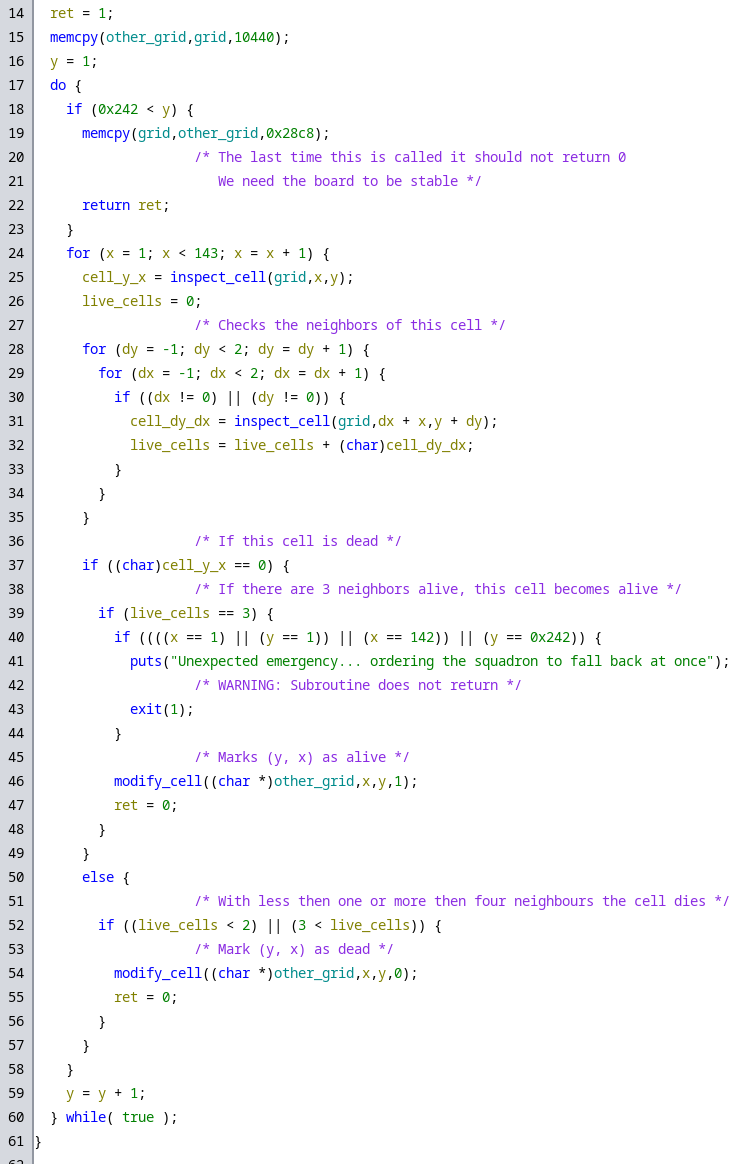 14 ret = 1;
15 memcpy(other_grid,grid,10440);
16 y = 1;
17 do {
18 if (0x242 < y) {
19 memcpy(grid,other_grid,0x28c8);
20 /* The last time this is called it should not return 0
21 We need the board to be stable */
22 return ret;
23 }
24 for (x = 1; x < 143; x = x + 1) {
25 cell_y_x = inspect_cell(grid,x,y);
26 live_cells = 0;
27 /* Checks the neighbors of this cell */
28 for (dy = -1; dy < 2; dy = dy + 1) {
29 for (dx = -1; dx < 2; dx = dx + 1) {
30 if ((dx != 0) || (dy != 0)) {
31 cell_dy_dx = inspect_cell(grid,dx + x,y + dy);
32 live_cells = live_cells + (char)cell_dy_dx;
33 }
34 }
35 }
36 /* If this cell is dead */
37 if ((char)cell_y_x == 0) {
38 /* If there are 3 neighbors alive, this cell becomes alive */
39 if (live_cells == 3) {
40 if ((((x == 1) || (y == 1)) || (x == 142)) || (y == 0x242)) {
41 puts("Unexpected emergency... ordering the squadron to fall back at once");
42 /* WARNING: Subroutine does not return */
43 exit(1);
44 }
45 /* Marks (y, x) as alive */
46 modify_cell((char *)other_grid,x,y,1);
47 ret = 0;
48 }
49 }
50 else {
51 /* With less then one or more then four neighbours the cell dies */
52 if ((live_cells < 2) || (3 < live_cells)) {
53 /* Mark (y, x) as dead */
54 modify_cell((char *)other_grid,x,y,0);
55 ret = 0;
56 }
57 }
58 }
59 y = y + 1;
60 } while( true );
61 }
62